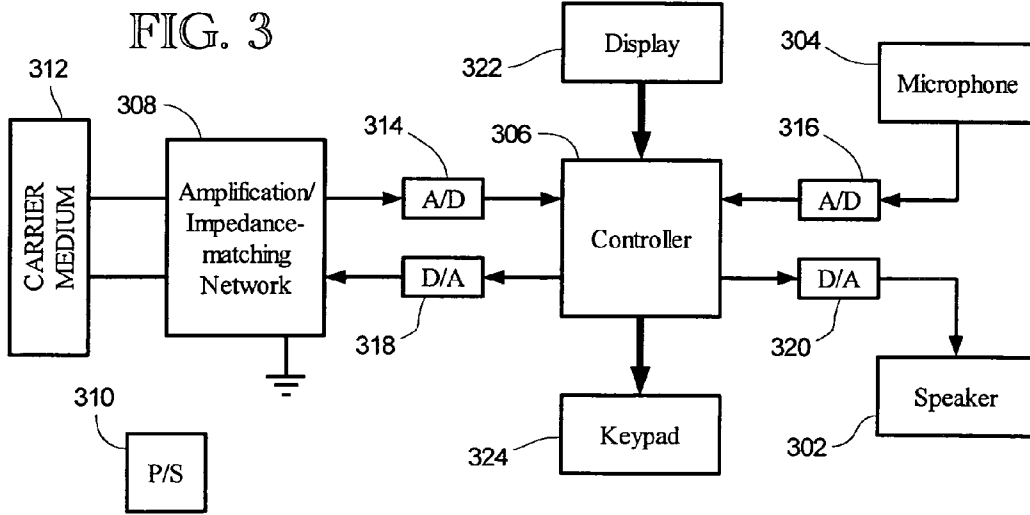 FIG. 3
312
CARRIER
MEDIUM
308
Amplification/
Impedance-
matching
Network
314
A/D
D/A
318
322
Display
306
Controller
324
Keypad
304
Microphone
316
A/D
D/A
320
Speaker
302
310
P/S